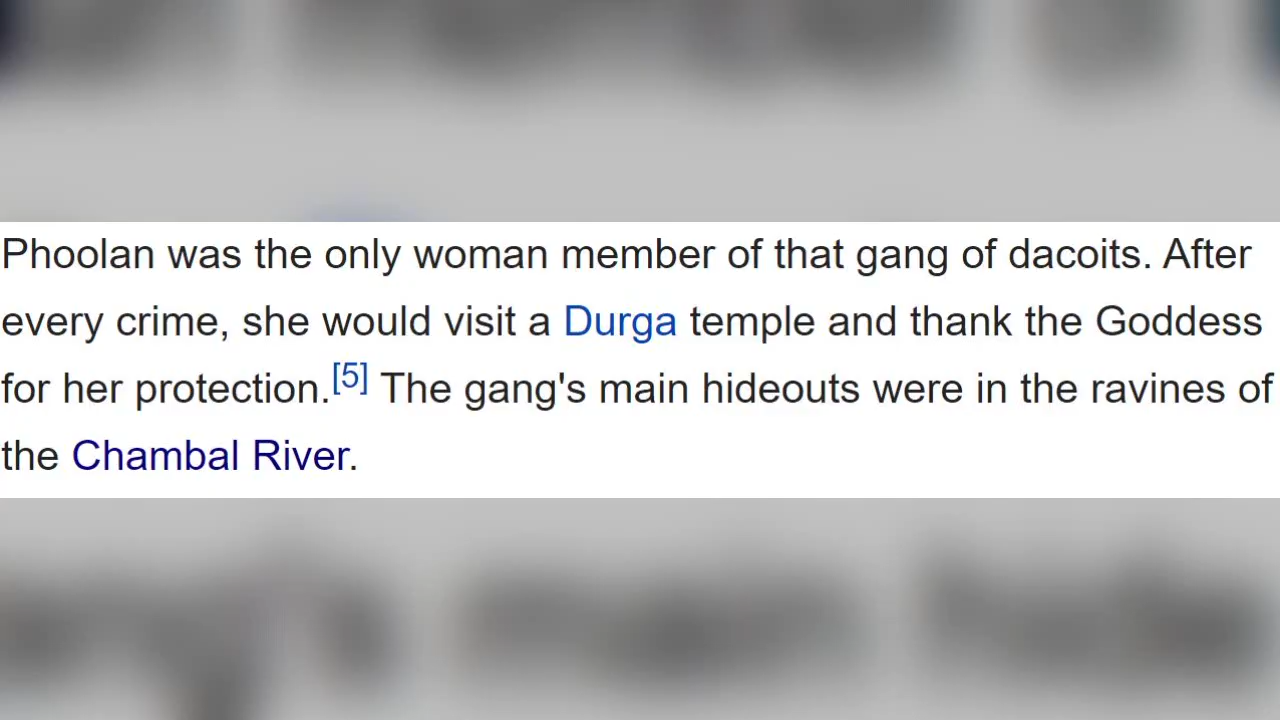 Phoolan was the only woman member of that gang of dacoits. After
every crime, she would visit a Durga temple and thank the Goddess
for her protection.[5] The gang's main hideouts were in the ravines of
the Chambal River.